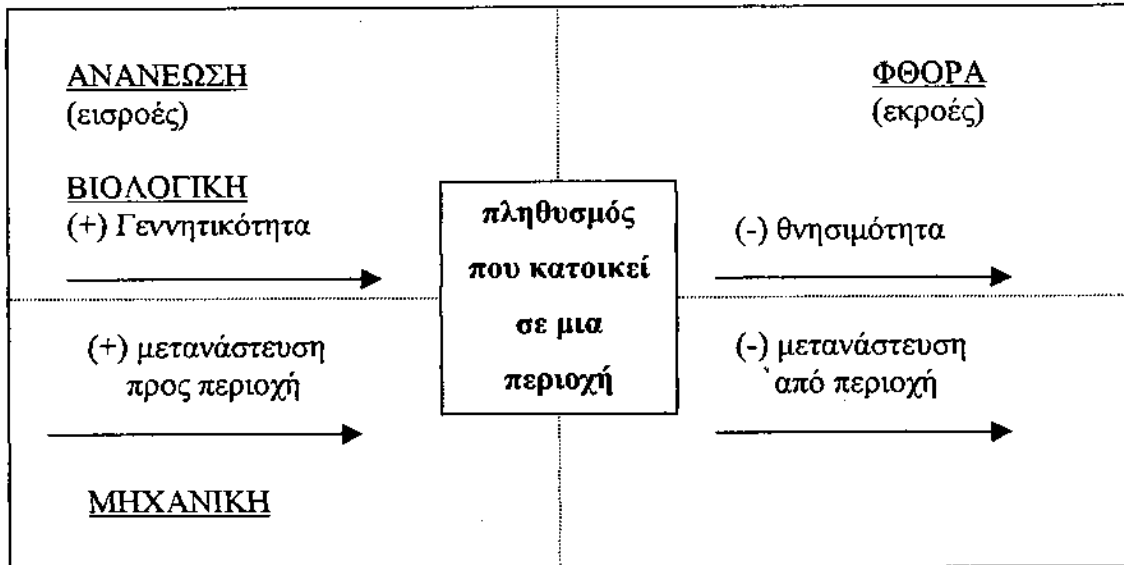 ΑΝΑΝΕΩΣΗ
(εισροές)
ΒΙΟΛΟΓΙΚΗ
(+) Γεννητικότητα
(+) μετανάστευση
προς περιοχή
ΜΗΧΑΝΙΚΗ
πληθυσμός
που κατοικεί
σε μια
περιοχή
ΦΘΟΡΑ
(εκροές)
(-) θνησιμότητα
(-) μετανάστευση
από περιοχή